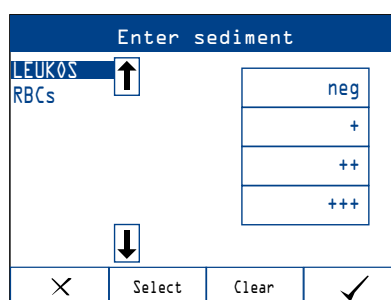 Enter sediment
LEUKOS
RBCs
neg
+
++
+++
Select
Clear